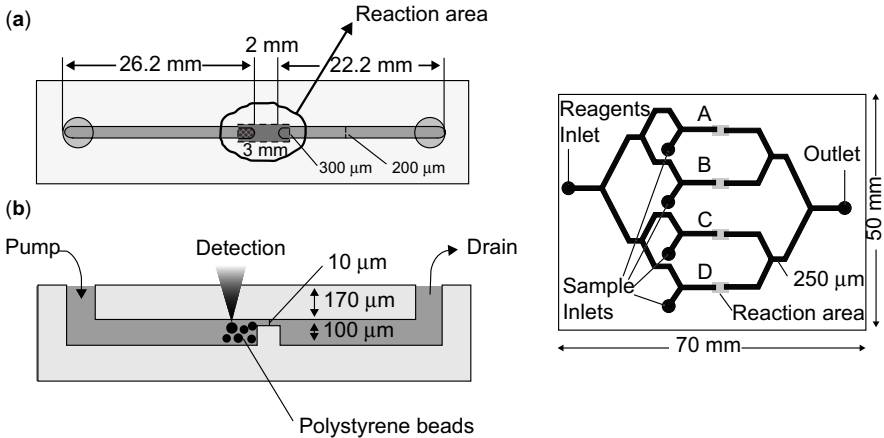 (a)
Reaction area
2 mm
26.2 mm
22.2 mm
3 mm
300 μm
200 μm
(b)
Pump
Detection
Drain
10 μm
170 μm
100 μm
Polystyrene beads
Reagents
Inlet
A
B
C
D
Outlet
Sample
Inlets
250 μm
Reaction area
50 mm
70 mm